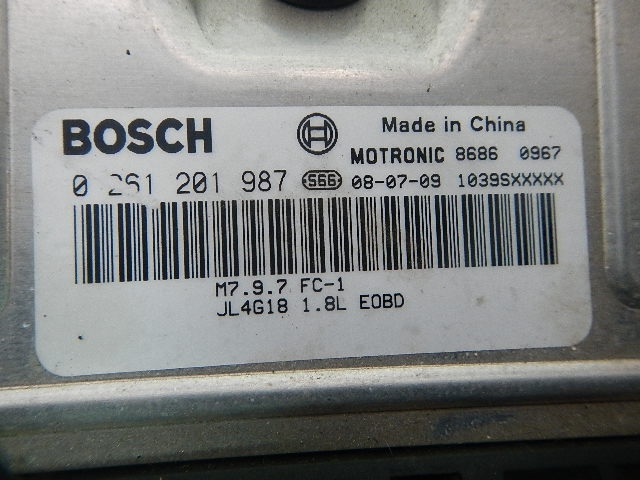 BOSCH Made in China
MOTRONIC 8686 0967
0 261 201 987 S6S 08-07-09 1039SXXXXX
M7.9.7 FC-1
JL4G18 1.8L EOBD